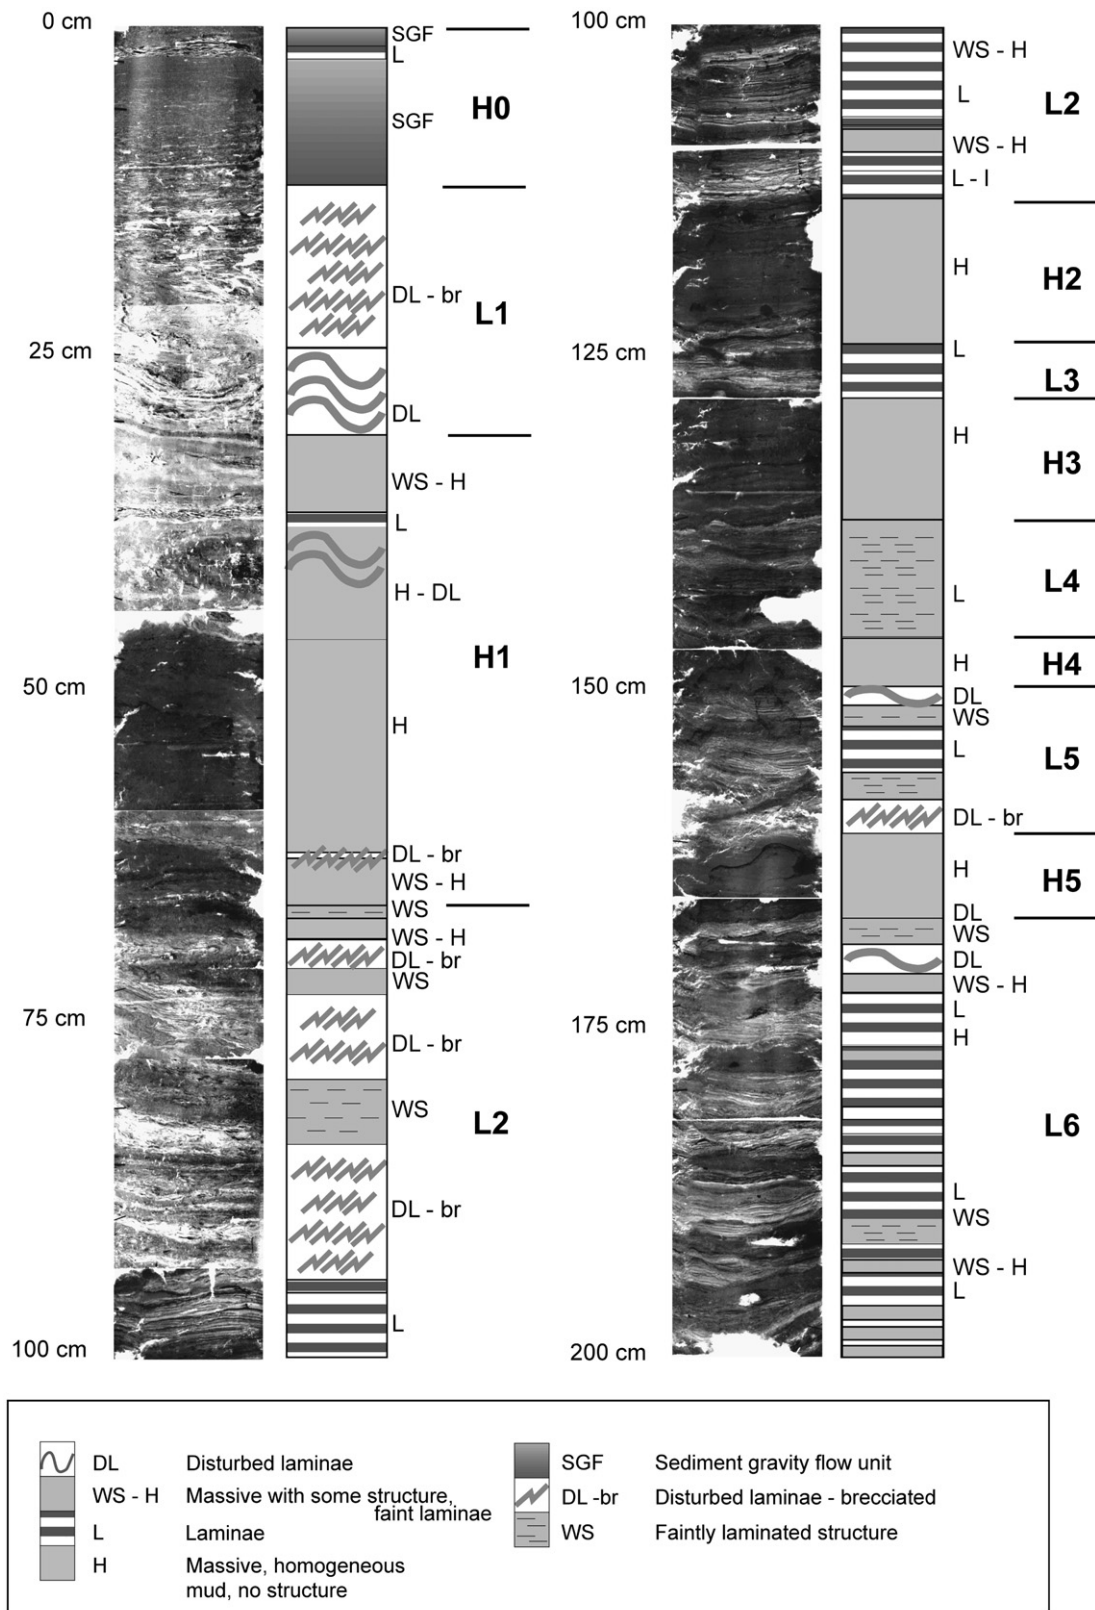 0 cm
SGF
L
SGF
H0
DL - br
L1
25 cm
DL
WS - H
L
H - DL
H1
50 cm
H
DL - br
WS - H
WS
WS - H
DL - br
WS
75 cm
DL - br
WS
L2
DL - br
L
100 cm
100 cm
WS - H
L
L2
WS - H
L - I
H
H2
125 cm
L
L3
H
H3
L
L4
H
H4
150 cm
DL
WS
L
L5
DL - br
H
H5
DL
WS
DL
WS - H
L
175 cm
H
L6
L
WS
WS - H
L
200 cm
DL Disturbed laminae
WS - H Massive with some structure,
faint laminae
L Laminae
H Massive, homogeneous
mud, no structure
SGF Sediment gravity flow unit
DL -br Disturbed laminae - brecciated
WS Faintly laminated structure